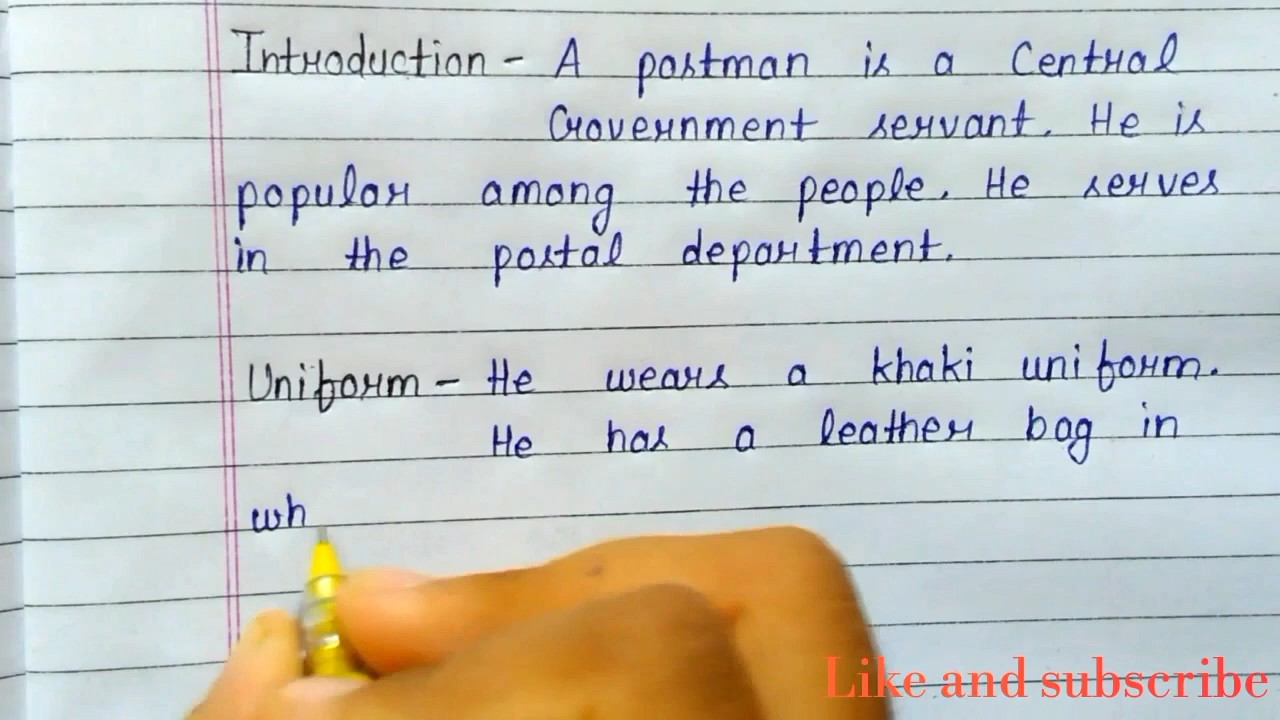 Introduction - A postman is a Central
Government servant. He is
popular among the people. He serves
in the postal department.
Uniform - He wears a khaki uniform.
He has a leather bag in
wh
Like and subscribe